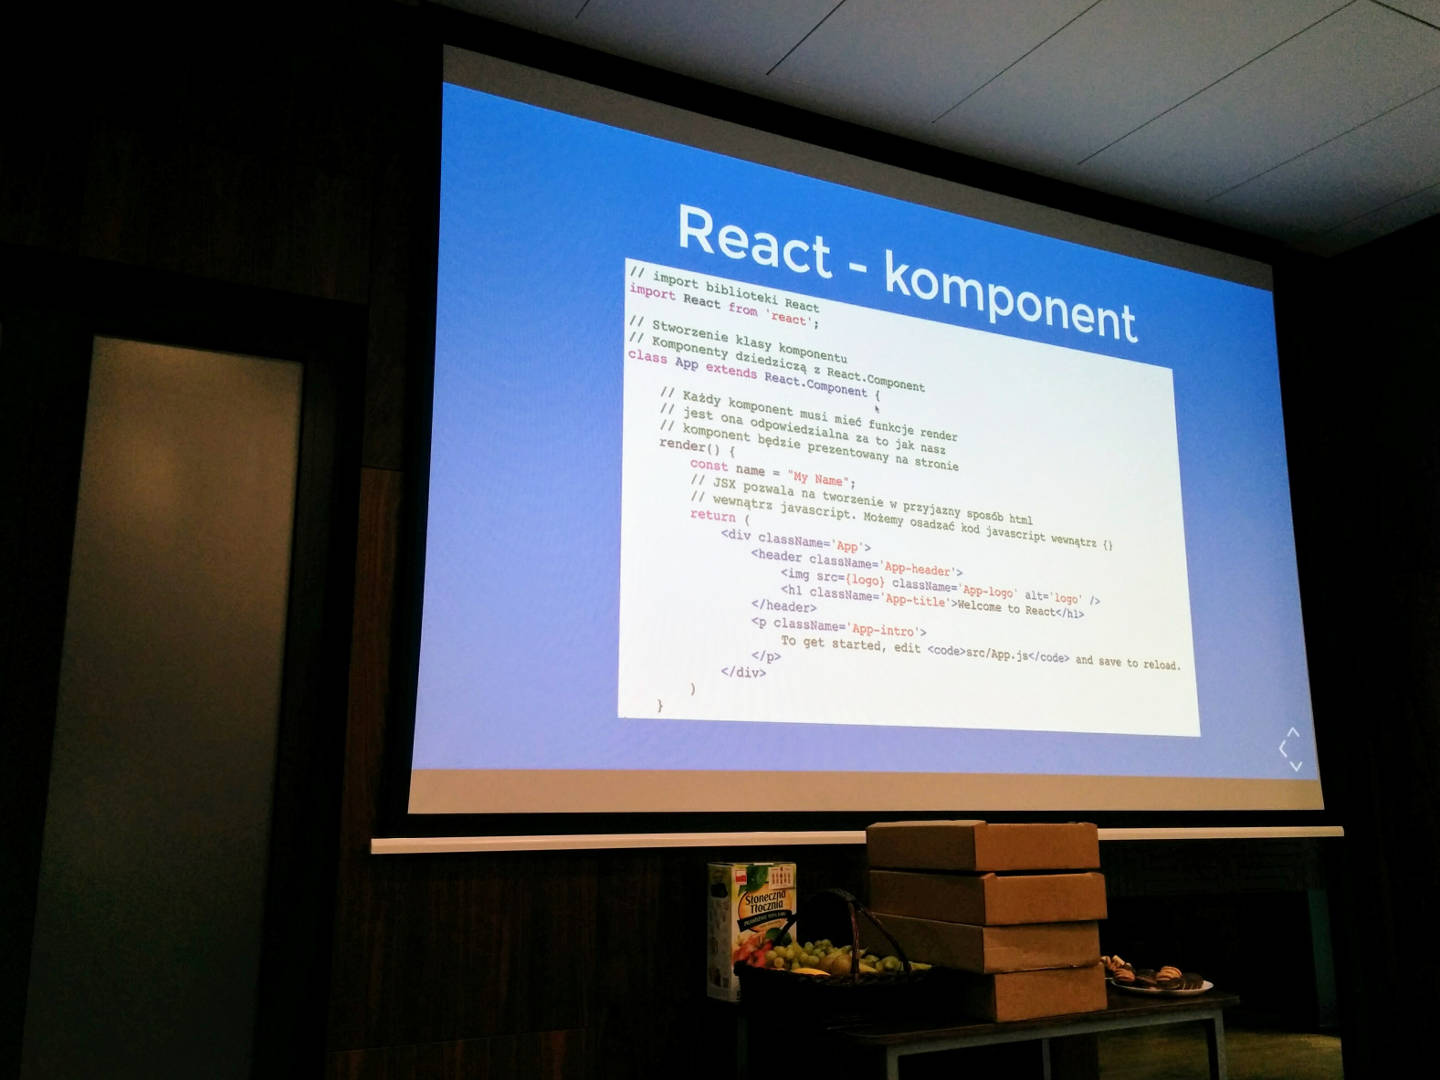 React - komponent
// import biblioteki React
import React from 'react';
// Stworzenie klasy komponentu
// Komponenty dziedziczą z React.Component
class App extends React.Component {
// Każdy komponent musi mieć funkcje render
// jest ona odpowiedzialna za to jak nasz
// komponent będzie prezentowany na stronie
render() {
const name = "My Name";
// JSX pozwala na tworzenie w przyjazny sposób html
// wewnątrz javascript. Możemy osadzać kod javascript wewnątrz {}
return (
<div className='App'>
<header className='App-header'>
<img src={logo} className='App-logo' alt='logo' />
<h1 className='App-title'>Welcome to React</h1>
</header>
<p className='App-intro'>
To get started, edit <code>src/App.js</code> and save to reload.
</p>
</div>
)
}
Słoneczna
Tłocznia